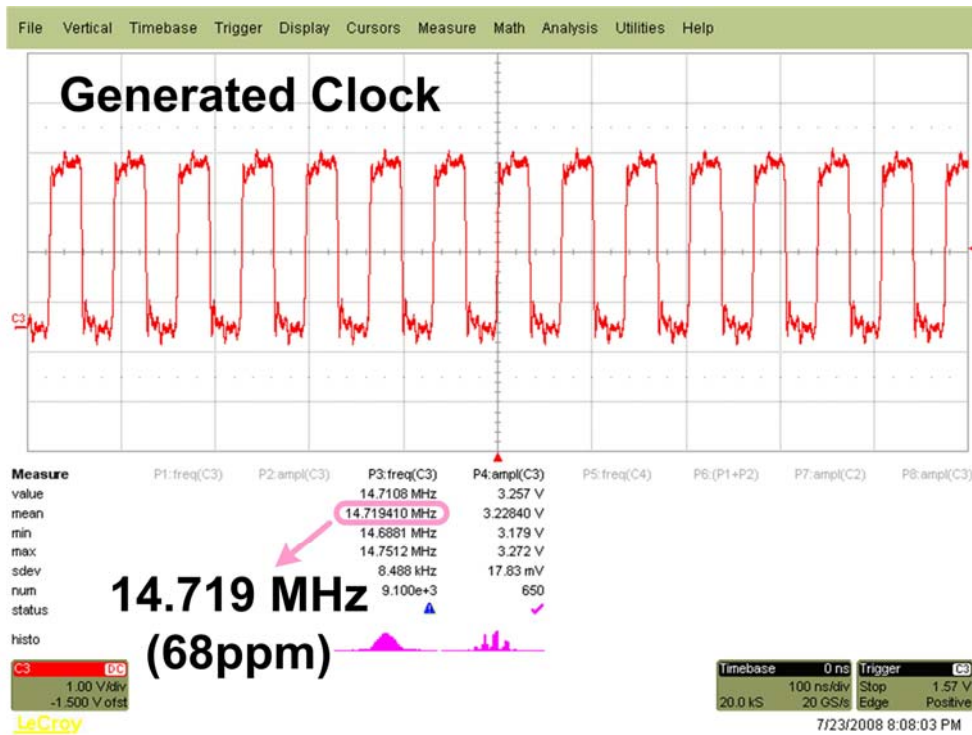 File Vertical Timebase Trigger Display Cursors Measure Math Analysis Utilities Help
Generated Clock
C3
Measure P1:freq(C3) P2:ampl(C3) P3:freq(C3) P4:ampl(C3) P5:freq(C4) P6:(P1+P2) P7:ampl(C2) P8:ampl(C3)
value 14.7108 MHz 3.257 V
mean 14.719410 MHz 3.22840 V
min 14.6881 MHz 3.179 V
max 14.7512 MHz 3.272 V
sdev 8.488 kHz 17.83 mV
num 9.100e+3 650
status
histo
14.719 MHz
(68ppm)
C3 DC
1.00 V/div
-1.500 V ofst
Timebase 0 ns
100 ns/div
20.0 kS 20 GS/s
Trigger C3
Stop 1.57 V
Edge Positive
LeCroy
7/23/2008 8:08:03 PM